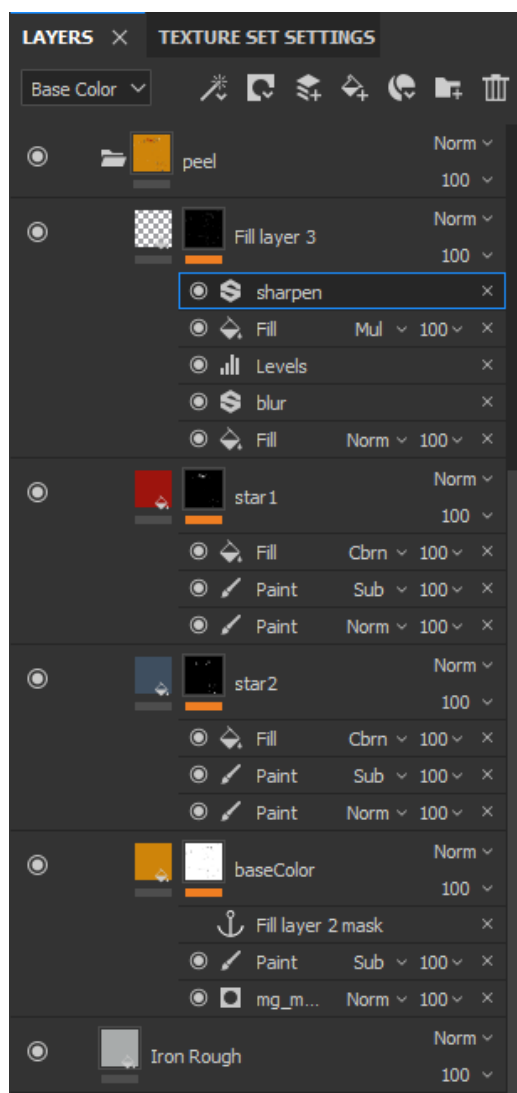 LAYERS × TEXTURE SET SETTINGS
Base Color
peel Norm
100
Fill layer 3 Norm
100
sharpen
Fill Mul 100
Levels
blur
Fill Norm 100
star1 Norm
100
Fill Cbrn 100
Paint Sub 100
Paint Norm 100
star2 Norm
100
Fill Cbrn 100
Paint Sub 100
Paint Norm 100
baseColor Norm
100
Fill layer 2 mask
Paint Sub 100
mg_m... Norm 100
Iron Rough Norm
100